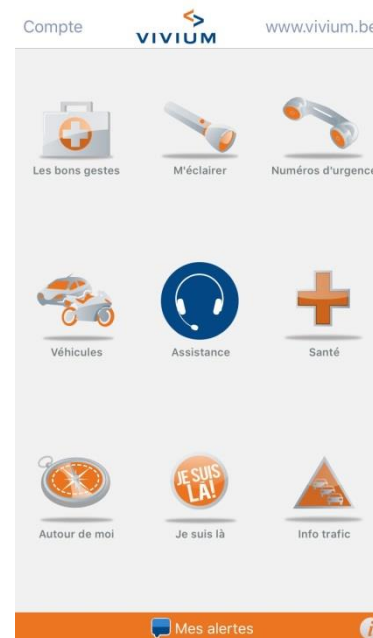 Compte
VIVIUM
www.vivium.be
Les bons gestes
M'éclairer
Numéros d'urgence
Véhicules
Assistance
Santé
JE SUIS
LÀ!
Autour de moi
Je suis là
Info trafic
Mes alertes
i